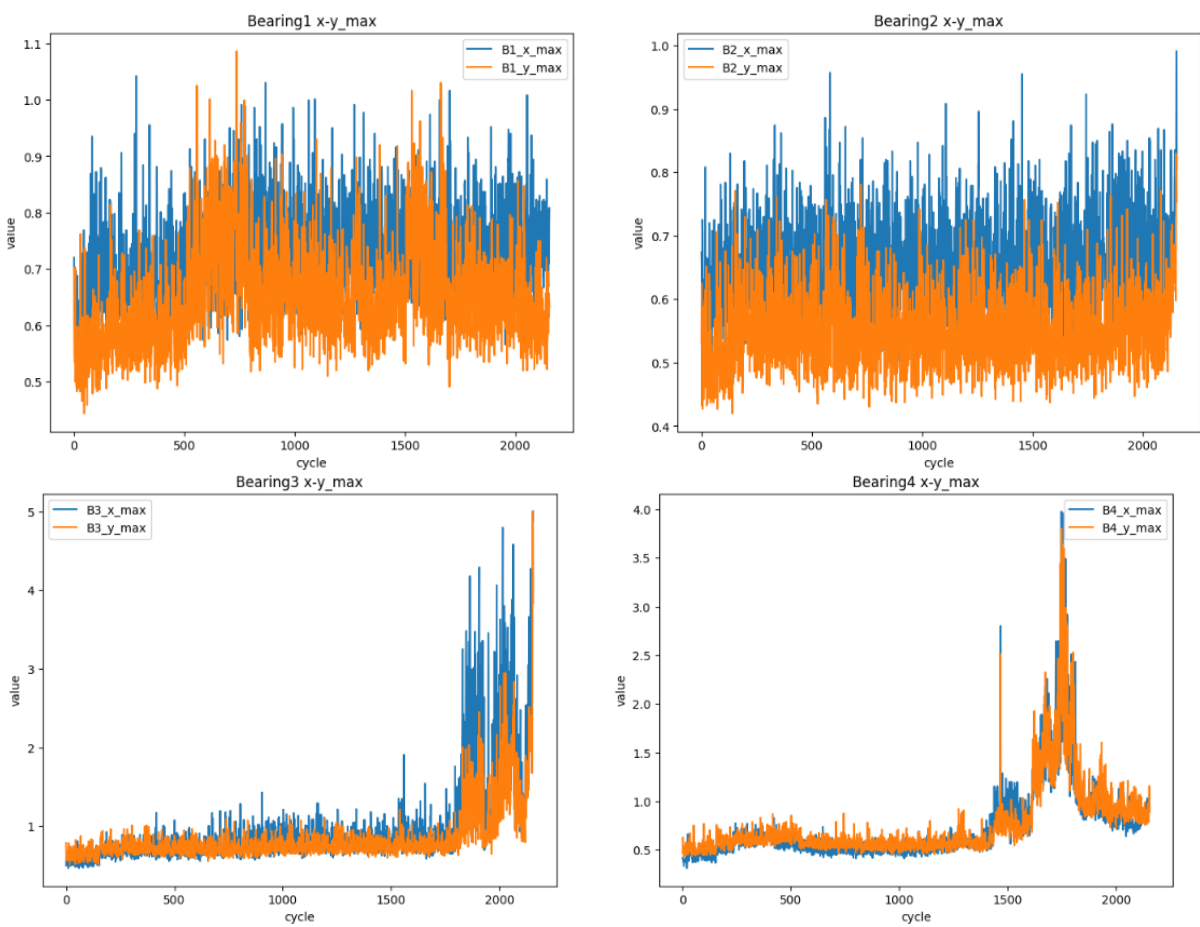 Bearing1 x-y_max
1.1
1.0
0.9
0.8
0.7
0.6
0.5
value
B1_x_max
B1_y_max
0
500
1000
1500
2000
cycle
Bearing2 x-y_max
1.0
0.9
0.8
0.7
0.6
0.5
0.4
value
B2_x_max
B2_y_max
0
500
1000
1500
2000
cycle
Bearing3 x-y_max
5
4
3
2
1
value
B3_x_max
B3_y_max
0
500
1000
1500
2000
cycle
Bearing4 x-y_max
4.0
3.5
3.0
2.5
2.0
1.5
1.0
0.5
value
B4_x_max
B4_y_max
0
500
1000
1500
2000
cycle